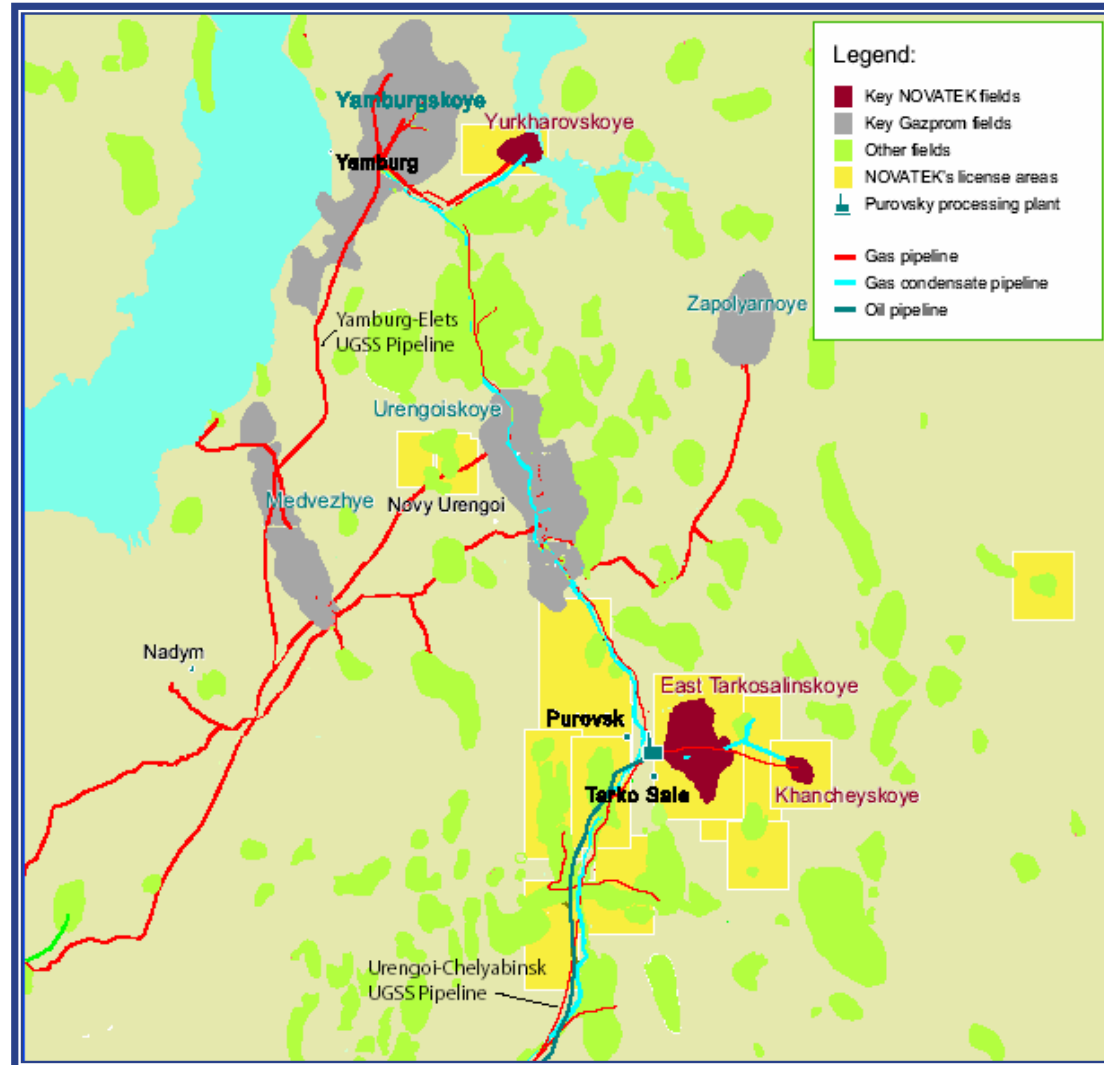 Legend:
Key NOVATEK fields
Key Gazprom fields
Other fields
NOVATEK's license areas
Purovsky processing plant
Gas pipeline
Gas condensate pipeline
Oil pipeline
Yamburgskoye
Yurkharovskoye
Yamburg
Zapolyarnoye
Yamburg-Elets
UGSS Pipeline
Urengoiskoye
Medvezhye
Novy Urengoi
Nadym
East Tarkosalinskoye
Purovsk
Tarko Sale
Khancheyskoye
Urengoi-Chelyabinsk
UGSS Pipeline